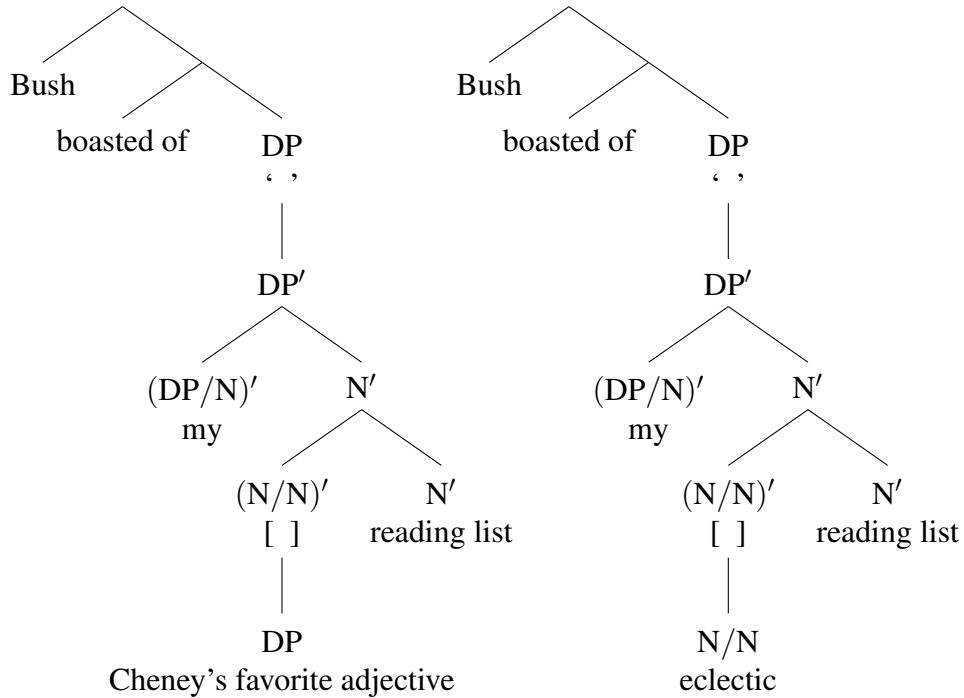 Bush Bush
boasted of DP boasted of DP
‘ ’ ‘ ’
DP′ DP′
(DP/N)′ N′ (DP/N)′ N′
my my
(N/N)′ N′ (N/N)′ N′
[ ] reading list [ ] reading list
DP N/N
Cheney’s favorite adjective eclectic